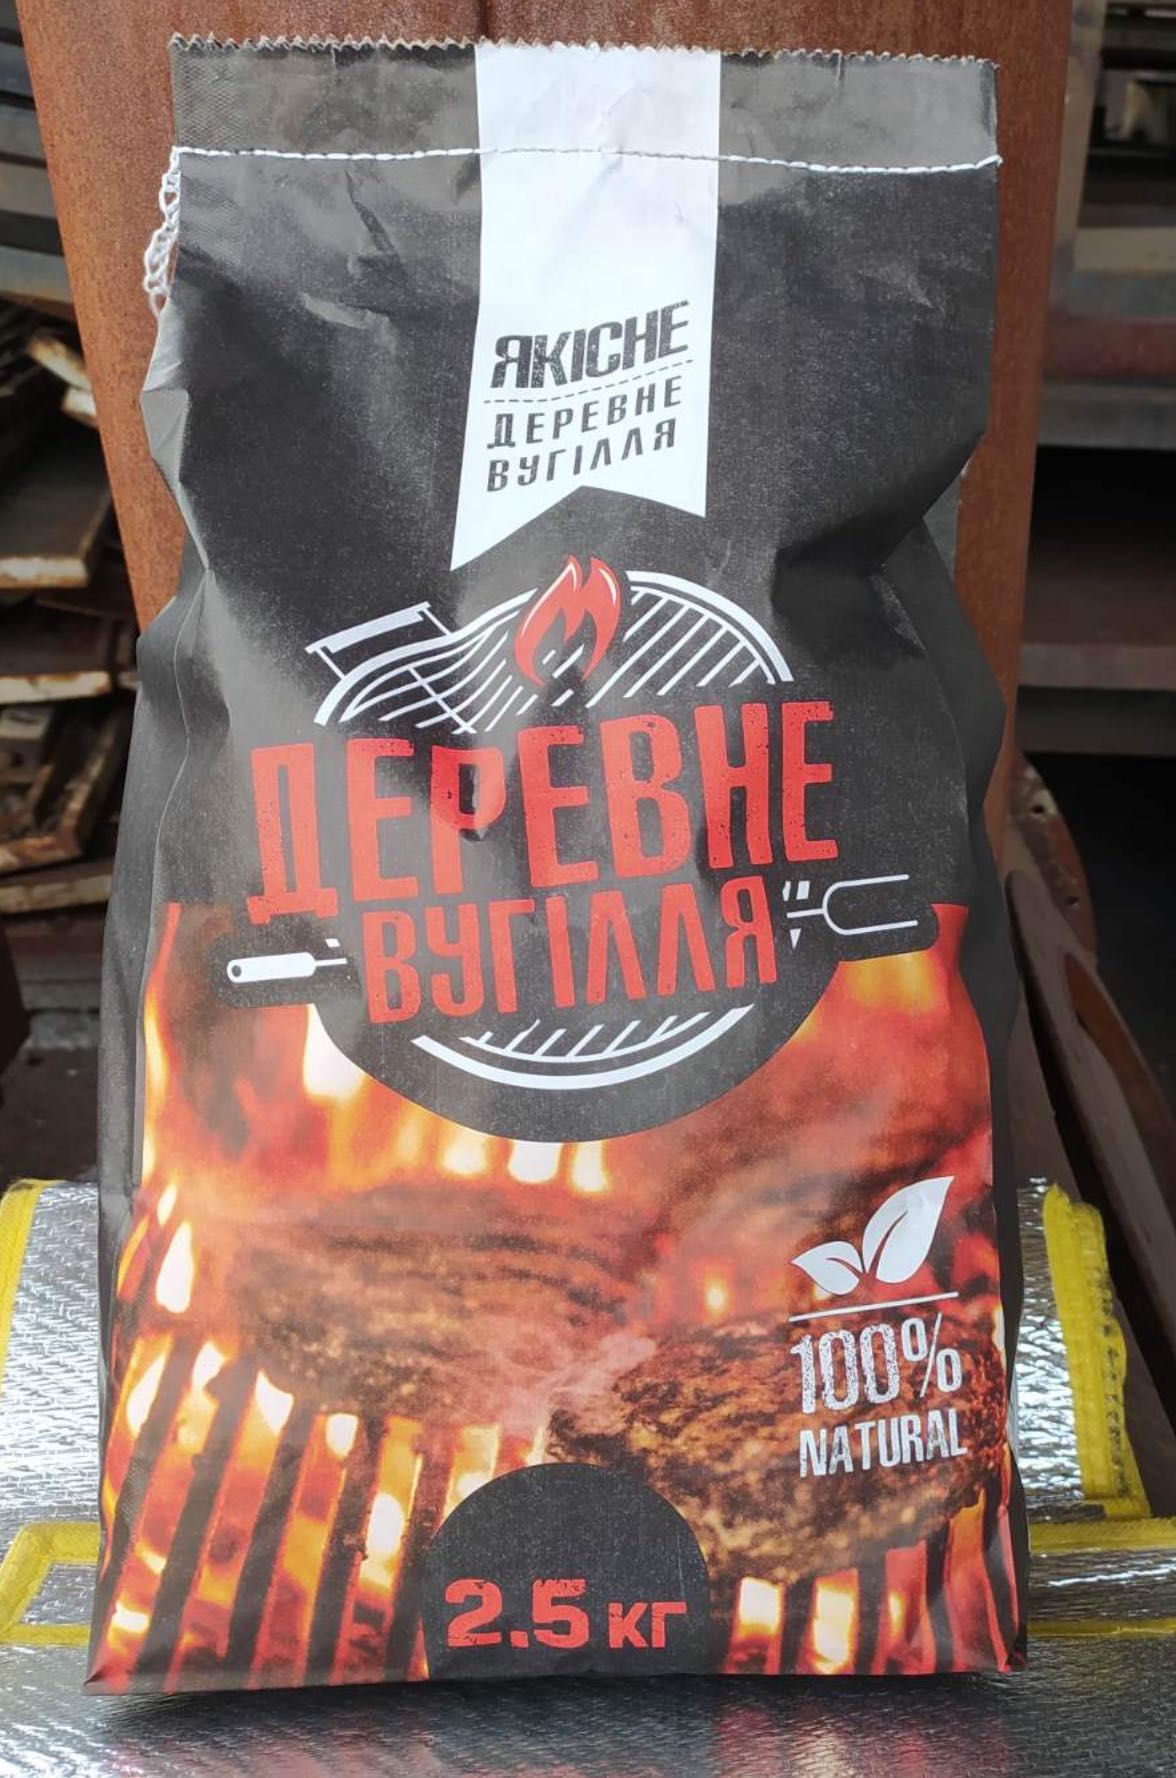 ЯКІСНЕ
ДЕРЕВНЕ
ВУГІЛЛЯ
ДЕРЕВНЕ
ВУГІЛЛЯ
100%
NATURAL
2.5 кг